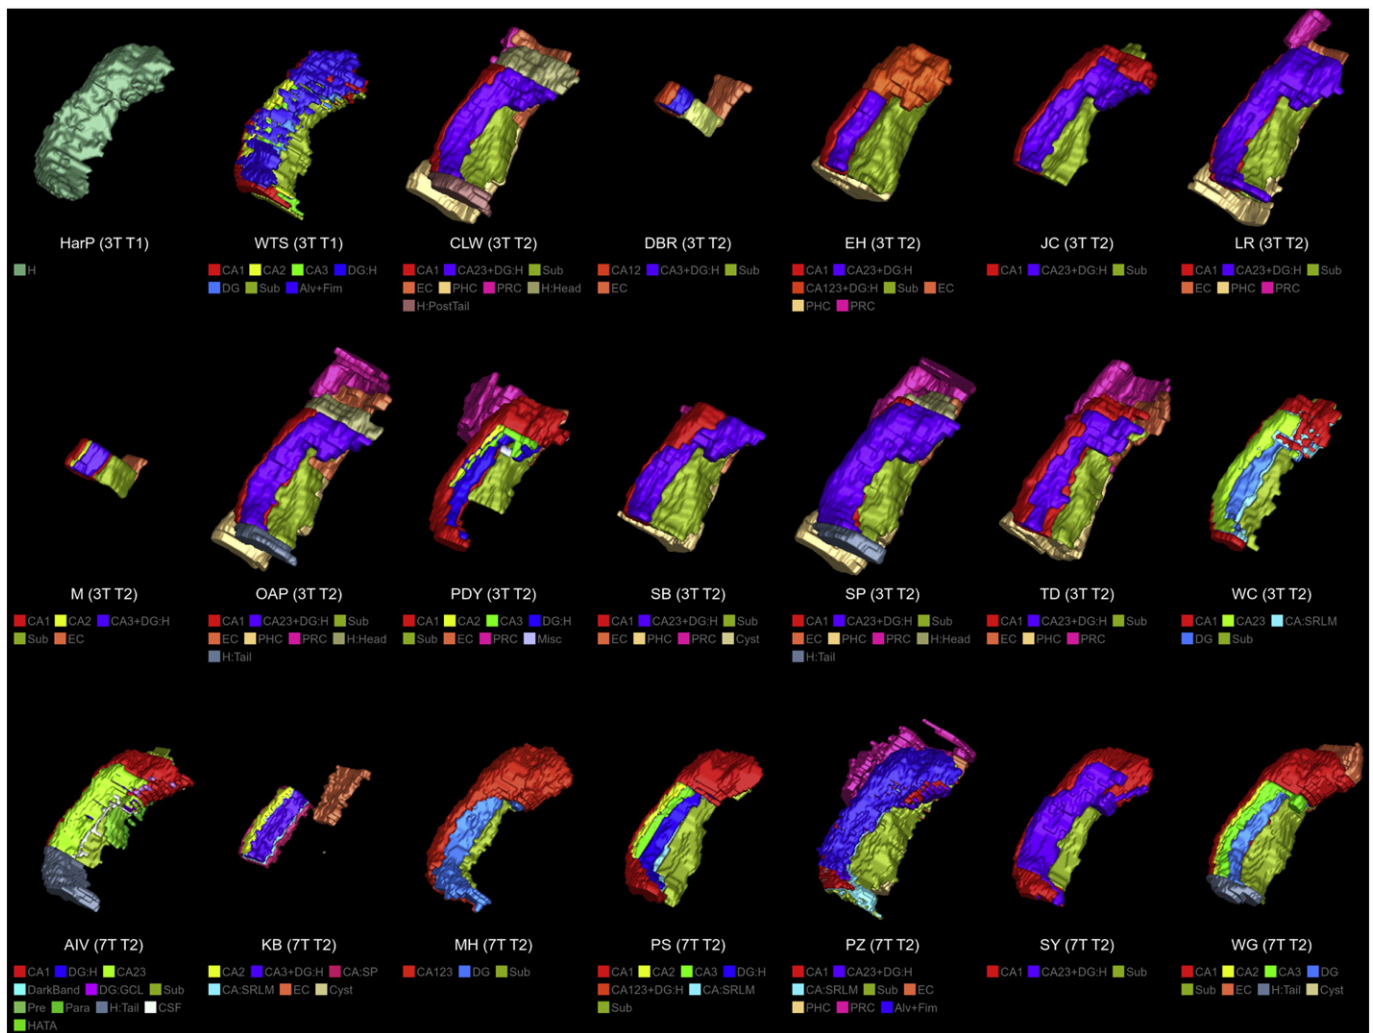 HarP (3T T1)
H
WTS (3T T1)
CA1 CA2 CA3 DG:H
DG Sub Alv+Fim
CLW (3T T2)
CA1 CA23+DG:H Sub
EC PHC PRC H:Head
H:PostTail
DBR (3T T2)
CA12 CA3+DG:H Sub
EC
EH (3T T2)
CA1 CA23+DG:H
CA123+DG:H Sub EC
PHC PRC
JC (3T T2)
CA1 CA23+DG:H Sub
LR (3T T2)
CA1 CA23+DG:H Sub
EC PHC PRC
M (3T T2)
CA1 CA2 CA3+DG:H
Sub EC
OAP (3T T2)
CA1 CA23+DG:H Sub
EC PHC PRC H:Head
H:Tail
PDY (3T T2)
CA1 CA2 CA3 DG:H
Sub EC PRC Misc
SB (3T T2)
CA1 CA23+DG:H Sub
EC PHC PRC Cyst
SP (3T T2)
CA1 CA23+DG:H Sub
EC PHC PRC H:Head
H:Tail
TD (3T T2)
CA1 CA23+DG:H Sub
EC PHC PRC
WC (3T T2)
CA1 CA23 CA:SRLM
DG Sub
AIV (7T T2)
CA1 DG:H CA23
DarkBand DG:GCL Sub
Pre Para H:Tail CSF
HATA
KB (7T T2)
CA2 CA3+DG:H CA:SP
CA:SRLM EC Cyst
MH (7T T2)
CA123 DG Sub
PS (7T T2)
CA1 CA2 CA3 DG:H
CA123+DG:H CA:SRLM
Sub
PZ (7T T2)
CA1 CA23+DG:H
CA:SRLM Sub EC
PHC PRC Alv+Fim
SY (7T T2)
CA1 CA23+DG:H Sub
WG (7T T2)
CA1 CA2 CA3 DG
Sub EC H:Tail Cyst